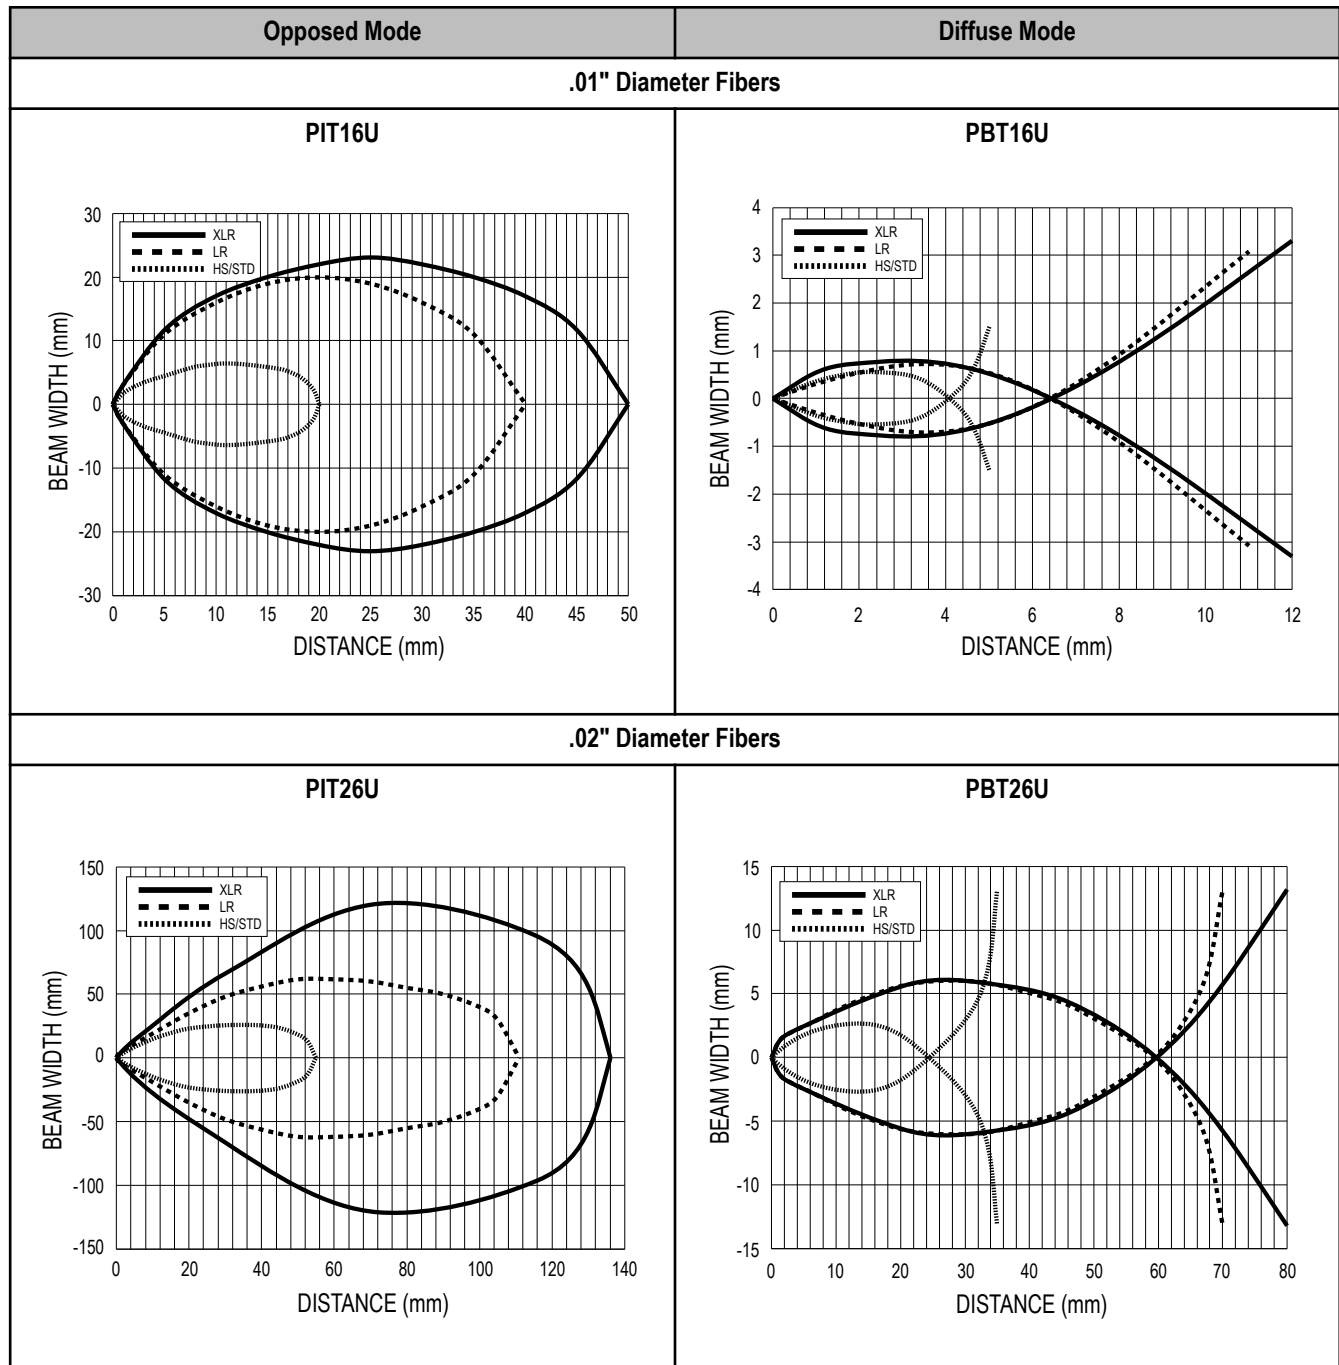 Opposed Mode
Diffuse Mode
.01" Diameter Fibers
PIT16U
30
20
10
0
-10
-20
-30
XLR
LR
HS/STD
BEAM WIDTH (mm)
0 5 10 15 20 25 30 35 40 45 50
DISTANCE (mm)
PBT16U
4
3
2
1
0
-1
-2
-3
-4
XLR
LR
HS/STD
BEAM WIDTH (mm)
0 2 4 6 8 10 12
DISTANCE (mm)
.02" Diameter Fibers
PIT26U
150
100
50
0
-50
-100
-150
XLR
LR
HS/STD
BEAM WIDTH (mm)
0 20 40 60 80 100 120 140
DISTANCE (mm)
PBT26U
15
10
5
0
-5
-10
-15
XLR
LR
HS/STD
BEAM WIDTH (mm)
0 10 20 30 40 50 60 70 80
DISTANCE (mm)